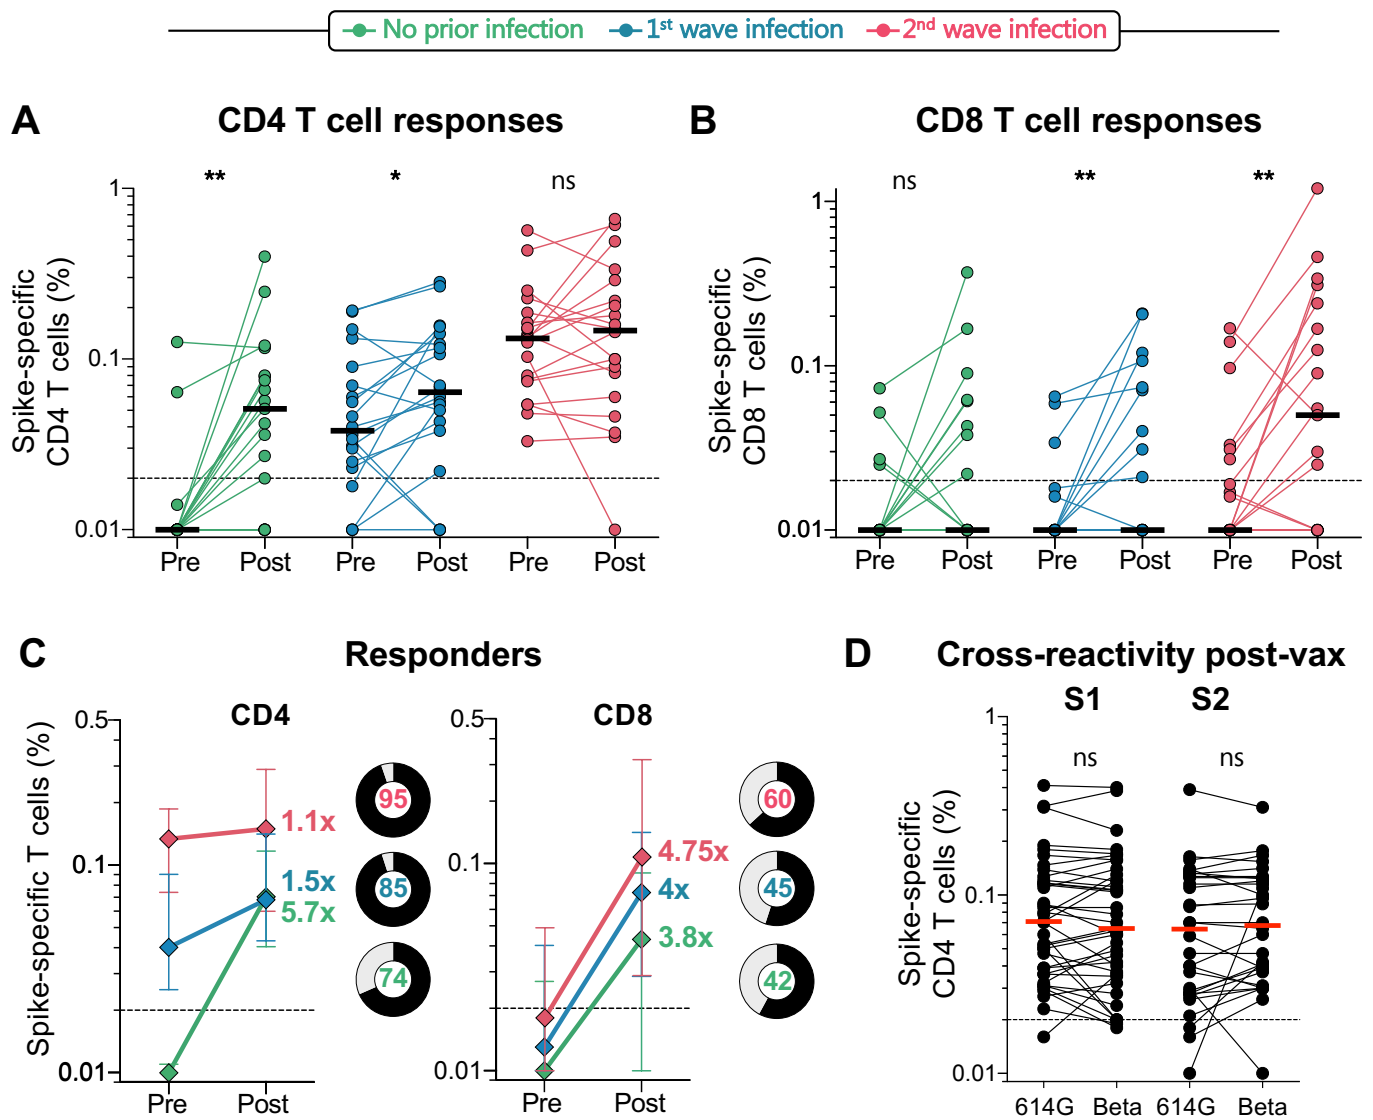 No prior infection 1st wave infection 2nd wave infection
A CD4 T cell responses
** * ns
Spike-specific
CD4 T cells (%)
1
0.1
0.01
Pre Post Pre Post Pre Post
B CD8 T cell responses
ns ** **
Spike-specific
CD8 T cells (%)
1
0.1
0.01
Pre Post Pre Post Pre Post
C Responders
CD4
Spike-specific T cells (%)
0.5
0.1
0.01
1.1x
1.5x
5.7x
Pre Post
95
85
74
CD8
0.5
0.1
0.01
4.75x
4x
3.8x
Pre Post
60
45
42
D Cross-reactivity post-vax
S1 S2
ns ns
Spike-specific
CD4 T cells (%)
1
0.1
0.01
614G Beta 614G Beta